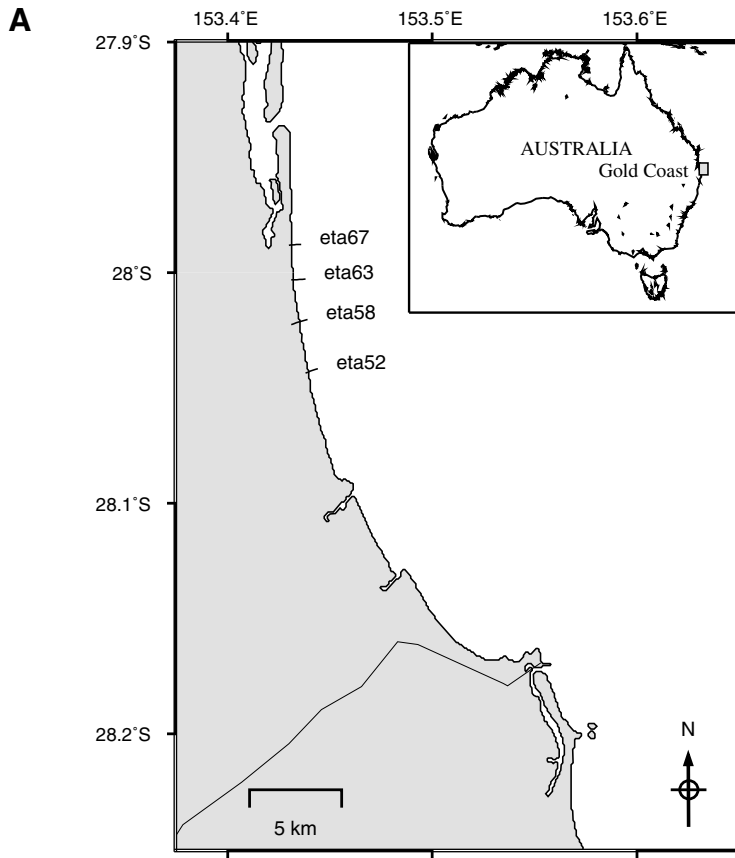 A
153.4˚E 153.5˚E 153.6˚E
27.9˚S
AUSTRALIA
Gold Coast
eta67
28˚S
eta63
eta58
eta52
28.1˚S
28.2˚S
N
5 km